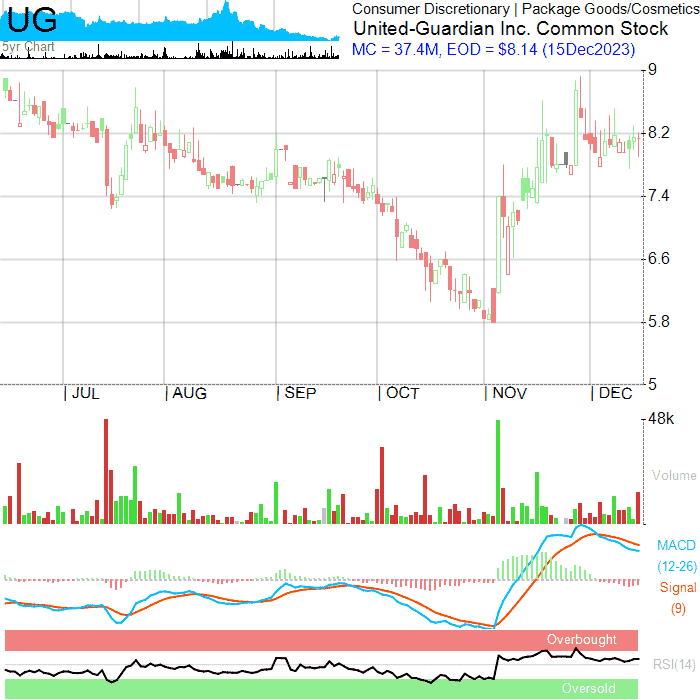 UG
5yr Chart
Consumer Discretionary | Package Goods/Cosmetics
United-Guardian Inc. Common Stock
MC = 37.4M, EOD = $8.14 (15Dec2023)
9
8.2
7.4
6.6
5.8
5
| JUL | AUG | SEP | OCT | NOV | DEC
48k
Volume
MACD
(12-26)
Signal
(9)
Overbought
RSI(14)
Oversold